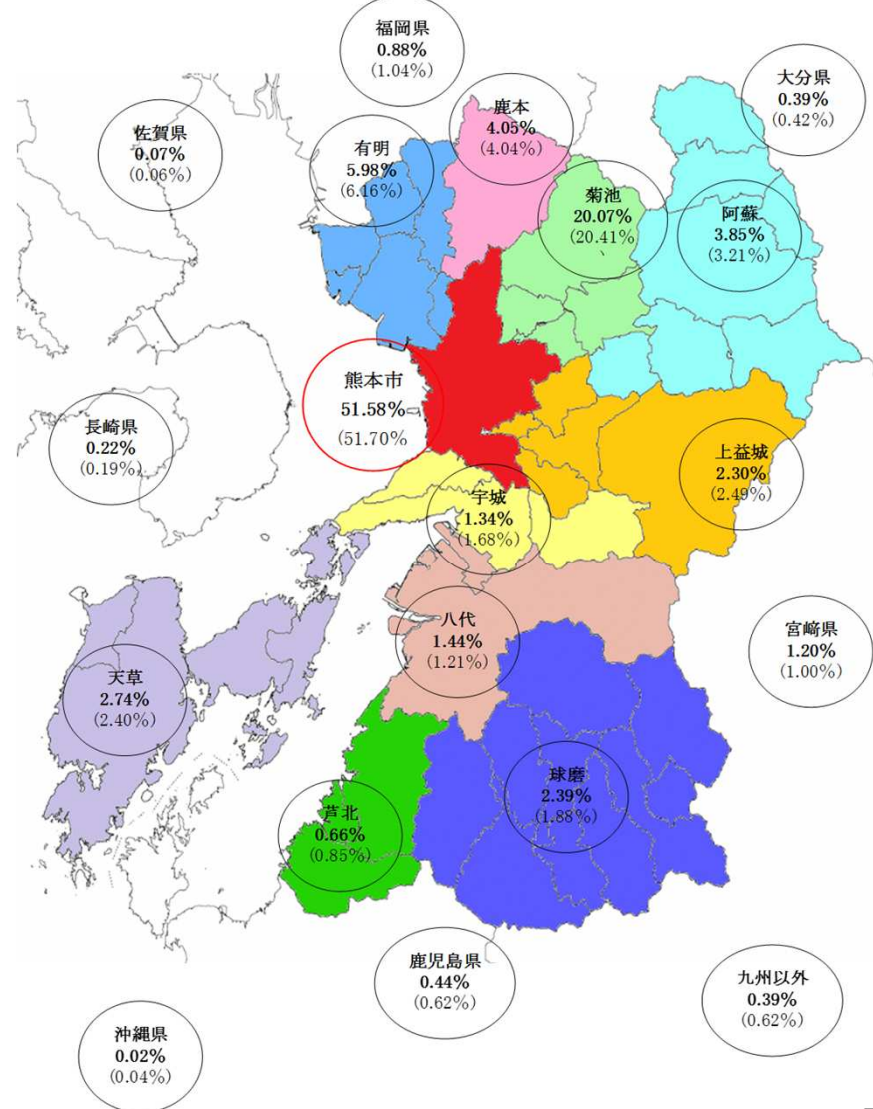 福岡県
0.88%
(1.04%)
大分県
0.39%
(0.42%)
佐賀県
0.07%
(0.06%)
有明
5.98%
(6.16%)
鹿本
4.05%
(4.04%)
菊池
20.07%
(20.41%
阿蘇
3.85%
(3.21%)
熊本市
51.58%
(51.70%
長崎県
0.22%
(0.19%)
上益城
2.30%
(2.49%)
宇城
1.34%
(1.68%)
八代
1.44%
(1.21%)
宮崎県
1.20%
(1.00%)
天草
2.74%
(2.40%)
球磨
2.39%
(1.88%)
芦北
0.66%
(0.85%)
鹿児島県
0.44%
(0.62%)
九州以外
0.39%
(0.62%)
沖縄県
0.02%
(0.04%)